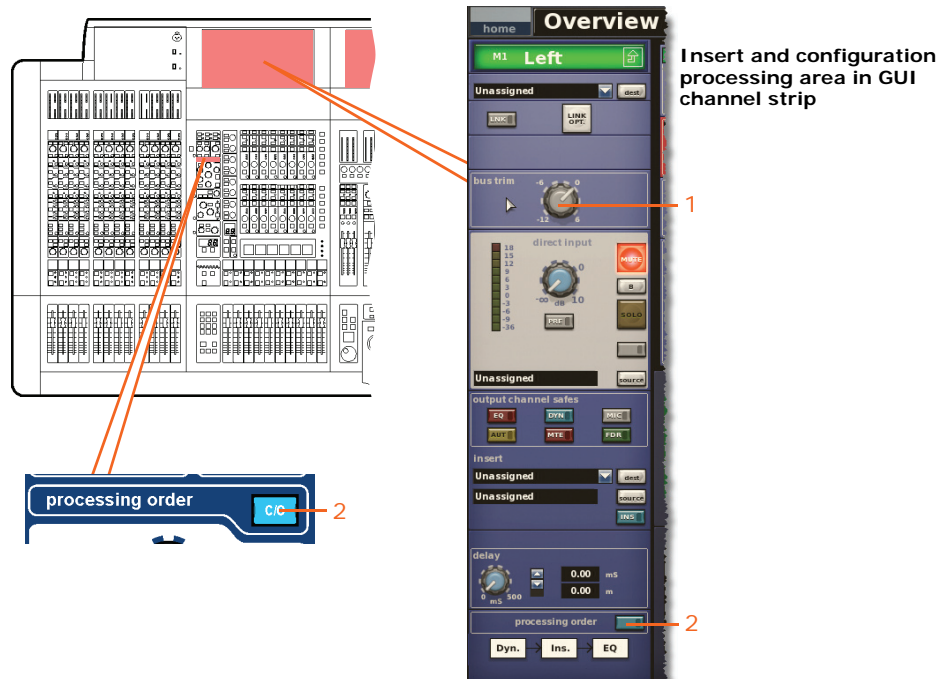 home
Overview
M1 Left
Unassigned
dest
LNK
LINK OPT.
Insert and configuration
processing area in GUI
channel strip
bus trim
-6 0
-12 6
1
direct input
18
15
12
9
6
3
0
-3
-6
-9
-36
0
-∞ dB 10
PRE
MUTE
B
SOLO
Unassigned
source
output channel safes
EQ DYN MIC
AUT MTE FDR
insert
Unassigned
dest
Unassigned
source
INS
delay
0 mS 500
0.00 mS
0.00 m
processing order
2
Dyn. Ins. EQ
processing order
C/O
2